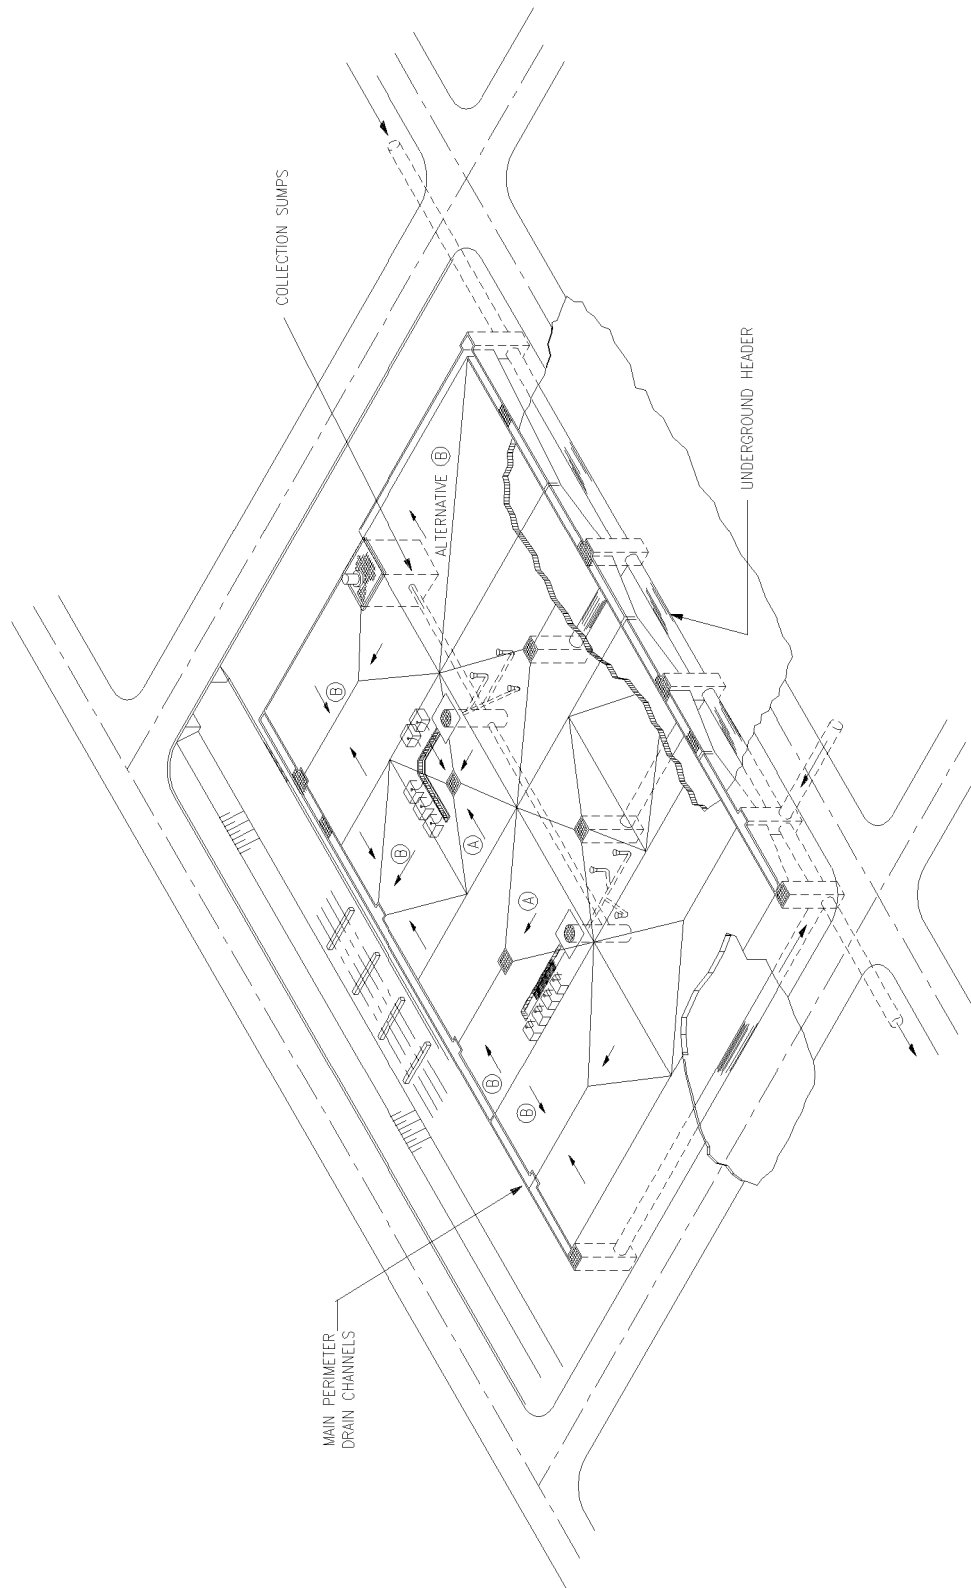 COLLECTION SUMPS
ALTERNATIVE B
UNDERGROUND HEADER
B
B
A
A
B
B
MAIN PERIMETER
DRAIN CHANNELS